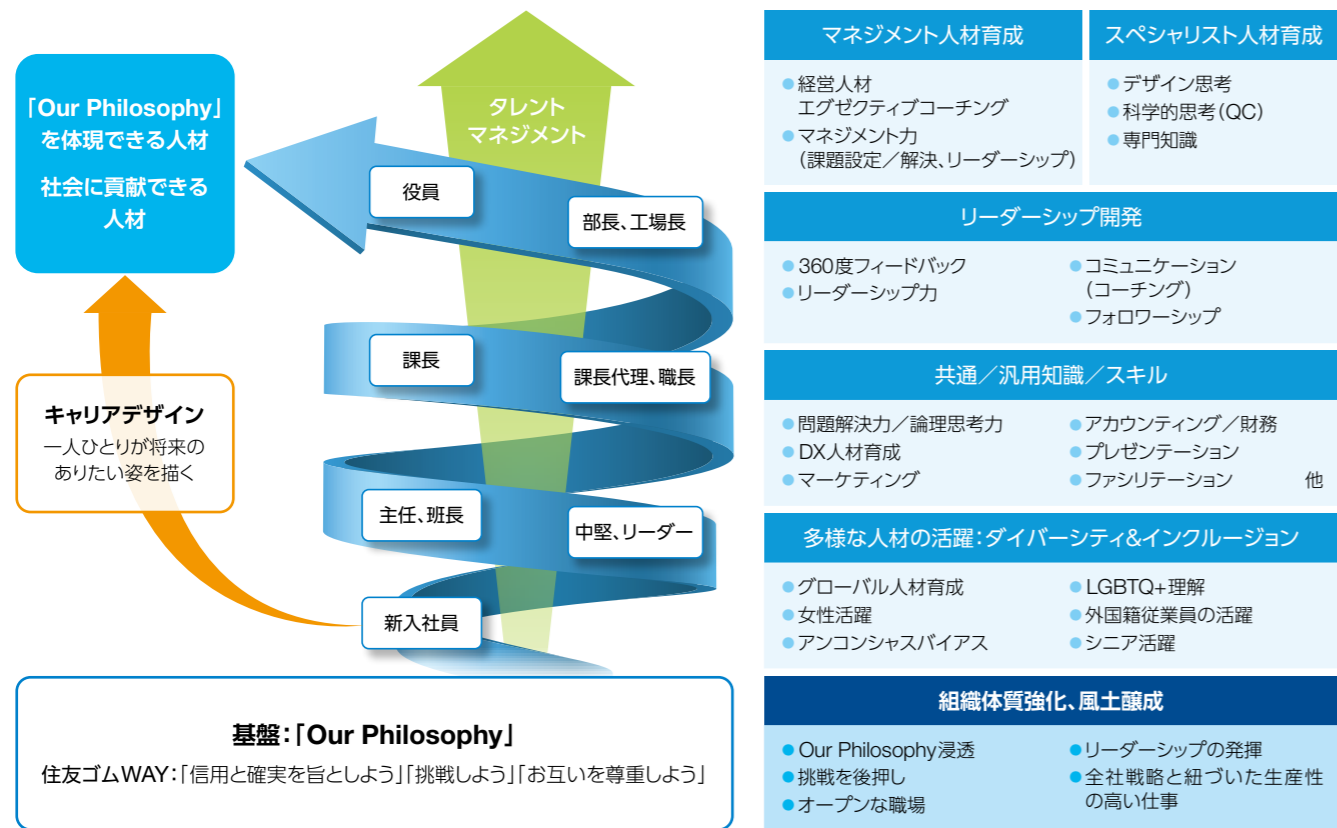 「Our Philosophy」
を体現できる人材
社会に貢献できる
人材
タレント
マネジメント
役員
部長、工場長
課長
課長代理、職長
主任、班長
中堅、リーダー
新入社員
キャリアデザイン
一人ひとりが将来の
ありたい姿を描く
基盤：「Our Philosophy」
住友ゴムWAY：「信用と確実を旨としよう」「挑戦しよう」「お互いを尊重しよう」
マネジメント人材育成
●経営人材
エグゼクティブコーチング
●マネジメント力
（課題設定／解決、リーダーシップ）
スペシャリスト人材育成
●デザイン思考
●科学的思考（QC）
●専門知識
リーダーシップ開発
●360度フィードバック
●リーダーシップ力
●コミュニケーション
（コーチング）
●フォロワーシップ
共通／汎用知識／スキル
●問題解決力／論理思考力
●DX人材育成
●マーケティング
●アカウンティング／財務
●プレゼンテーション
●ファシリテーション 他
多様な人材の活躍：ダイバーシティ&インクルージョン
●グローバル人材育成
●女性活躍
●アンコンシャスバイアス
●LGBTQ+理解
●外国籍従業員の活躍
●シニア活躍
組織体質強化、風土醸成
●Our Philosophy浸透
●挑戦を後押し
●オープンな職場
●リーダーシップの発揮
●全社戦略と紐づいた生産性
の高い仕事